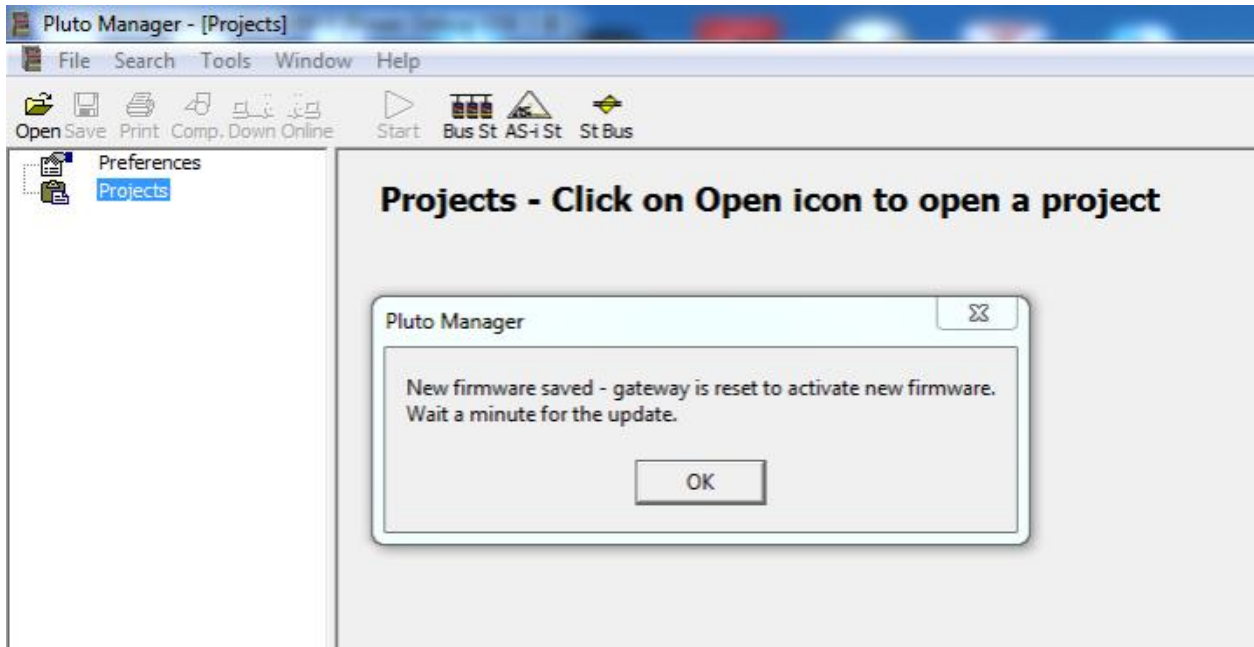 Pluto Manager - [Projects]
File Search Tools Window Help
Open Save Print Comp. Down Online Start Bus St AS-i St St Bus
Preferences
Projects
Projects - Click on Open icon to open a project
Pluto Manager
New firmware saved - gateway is reset to activate new firmware.
Wait a minute for the update.
OK